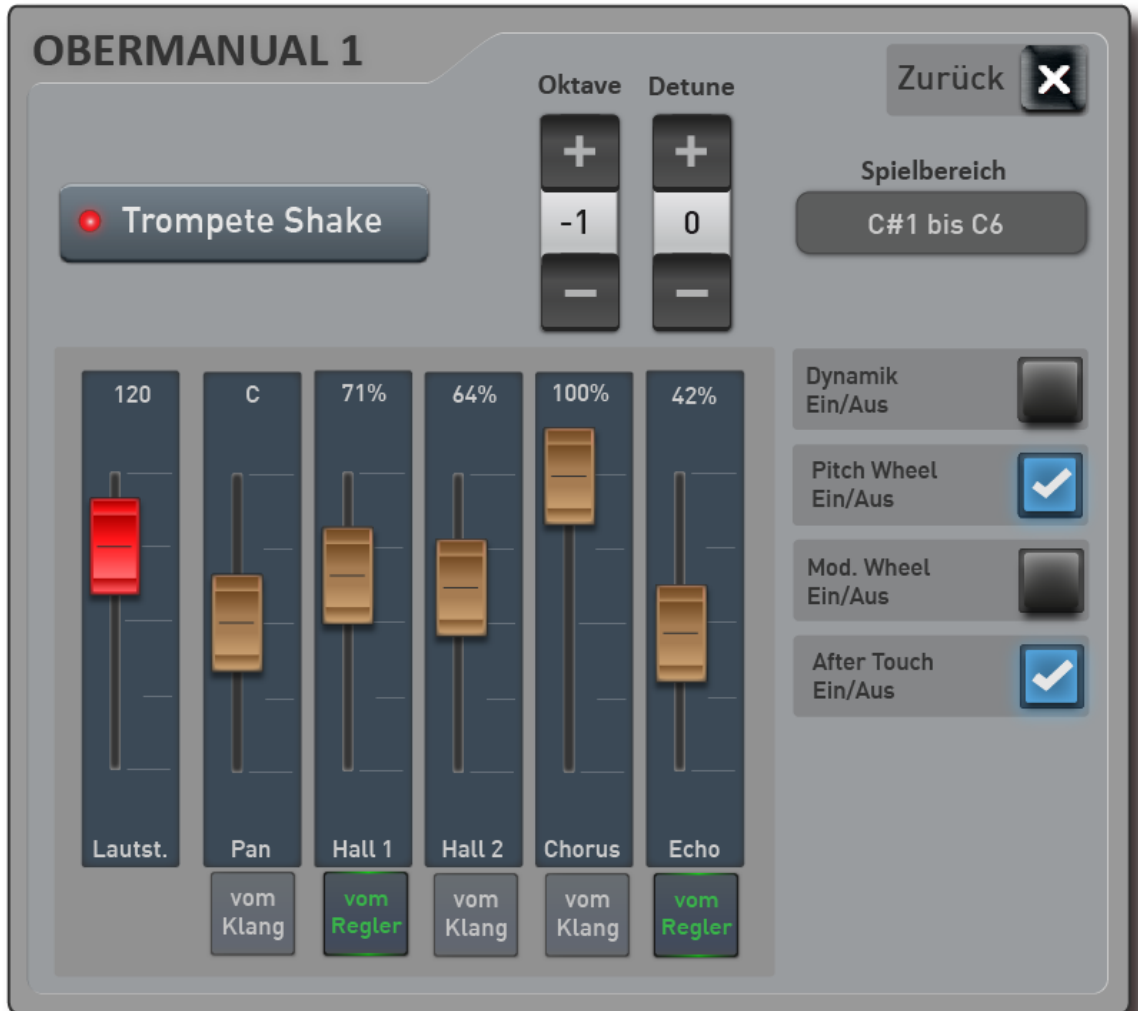 OBERMANUAL 1
Oktave Detune
Zurück
+ +
Trompete Shake
-1 0
− −
Spielbereich
C#1 bis C6
120 C 71% 64% 100% 42%
Lautst. Pan Hall 1 Hall 2 Chorus Echo
vom Klang
vom Regler
vom Klang
vom Klang
vom Regler
Dynamik
Ein/Aus
Pitch Wheel
Ein/Aus
Mod. Wheel
Ein/Aus
After Touch
Ein/Aus